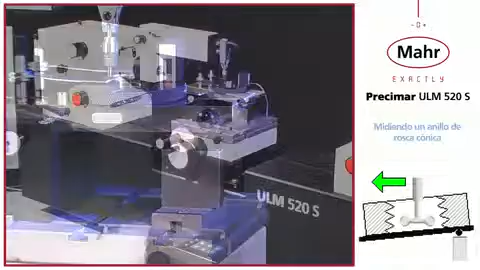 ULM 520 S
Mahr
EXACTLY
Precimar ULM 520 S
Midiendo un anillo de
rosca cónica